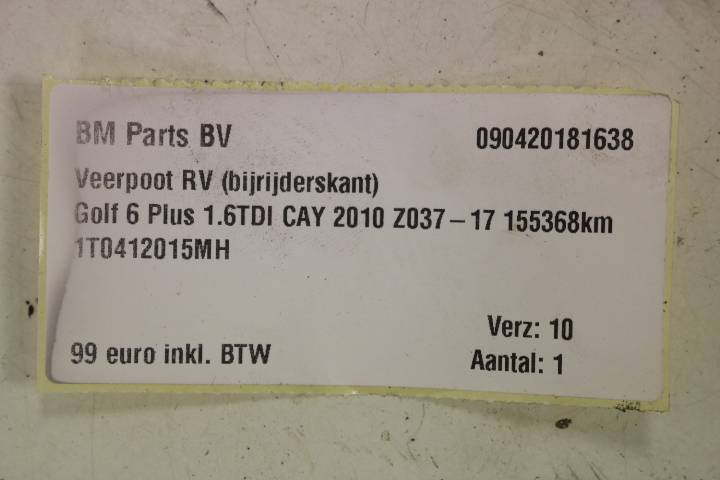 BM Parts BV 090420181638
Veerpoot RV (bijrijderskant)
Golf 6 Plus 1.6TDI CAY 2010 Z037-17 155368km
1T0412015MH
Verz: 10
99 euro inkl. BTW Aantal: 1